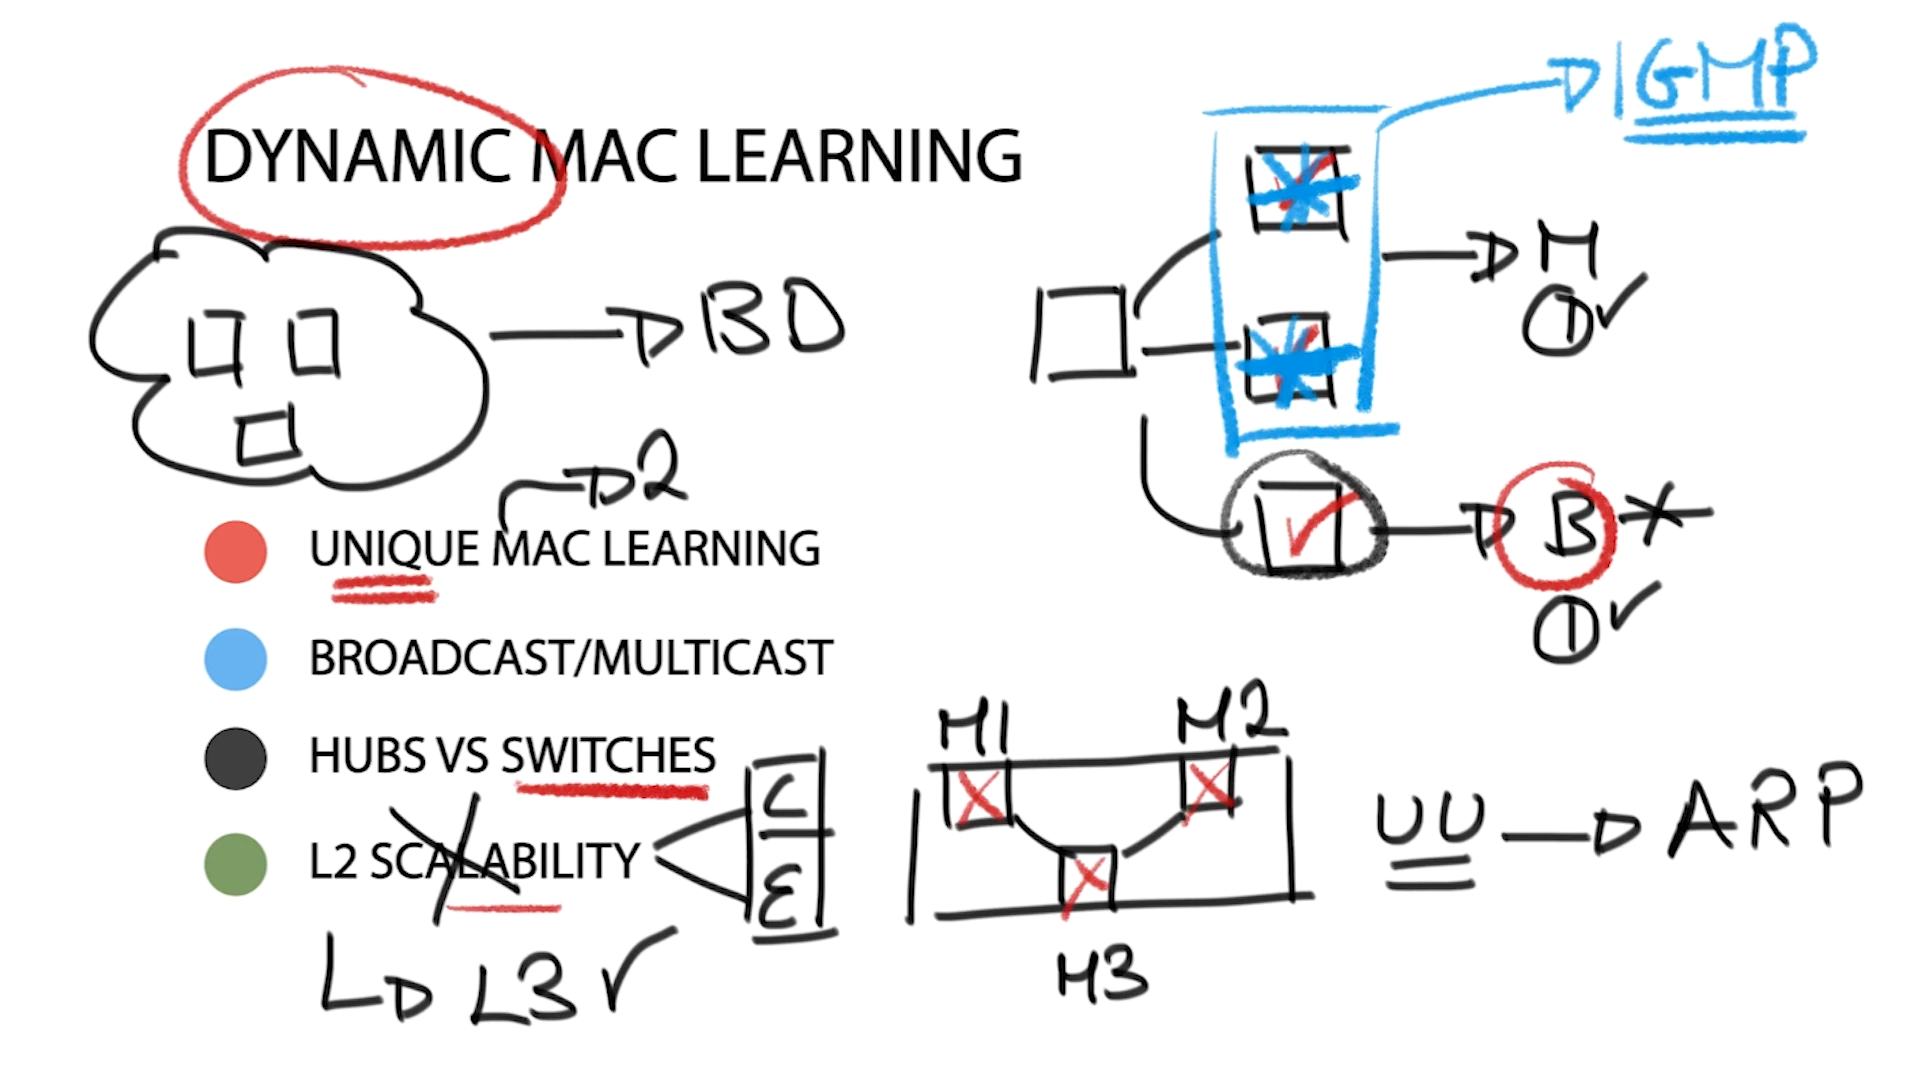 DYNAMIC MAC LEARNING
IGMP
BD
M
1
2
UNIQUE MAC LEARNING
B
1
BROADCAST/MULTICAST
HUBS VS SWITCHES
L2 SCALABILITY
C
E
L3
M1
M2
M3
UU
ARP